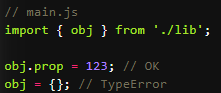 // main.js
import { obj } from './lib';
obj.prop = 123; // OK
obj = {}; // TypeError